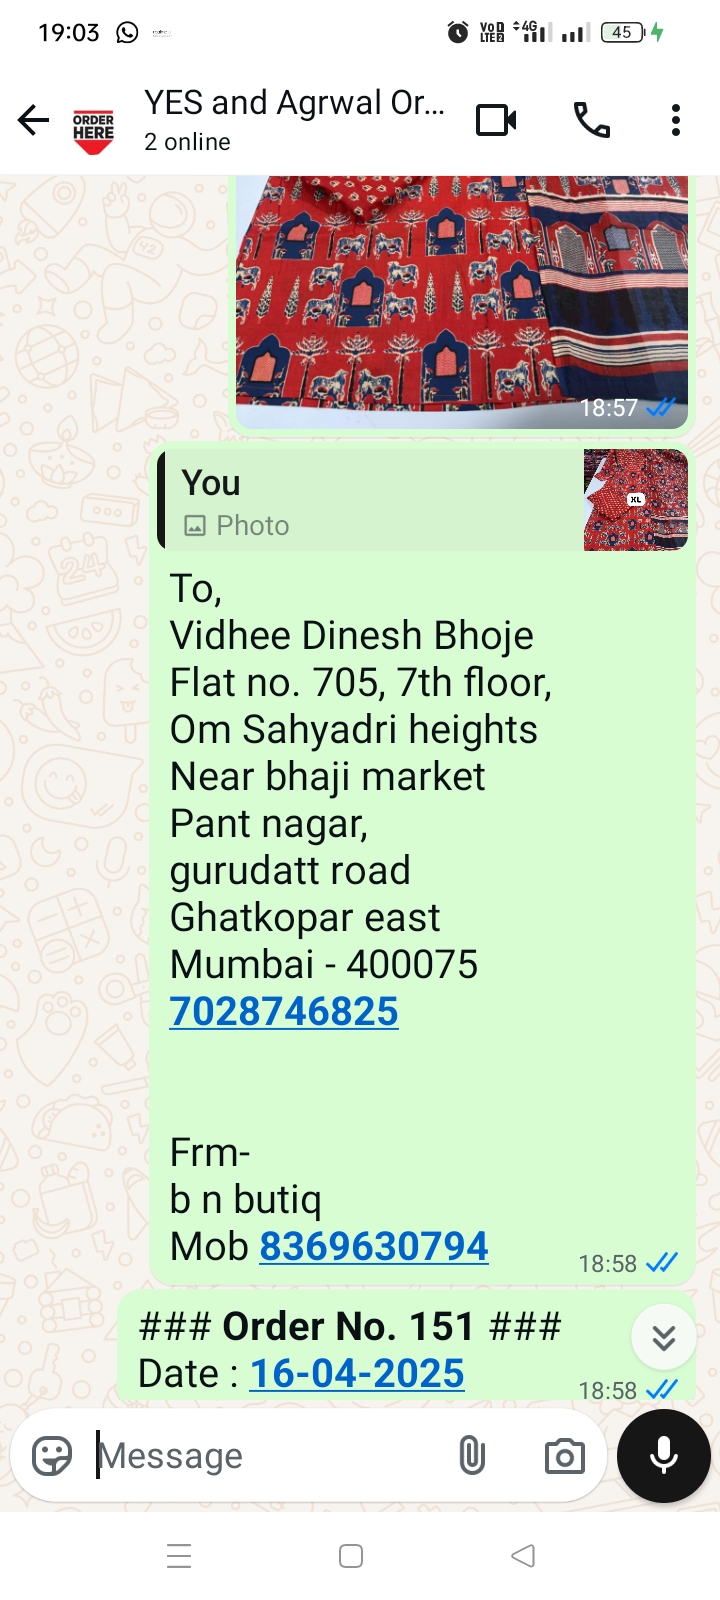 19:03
VoD LTE2 4G 45
ORDER HERE
YES and Agrwal Or...
2 online
18:57
You
Photo
XL
To,
Vidhee Dinesh Bhoje
Flat no. 705, 7th floor,
Om Sahyadri heights
Near bhaji market
Pant nagar,
gurudatt road
Ghatkopar east
Mumbai - 400075
7028746825
Frm-
b n butiq
Mob 8369630794
18:58
### Order No. 151 ###
Date : 16-04-2025
18:58
Message